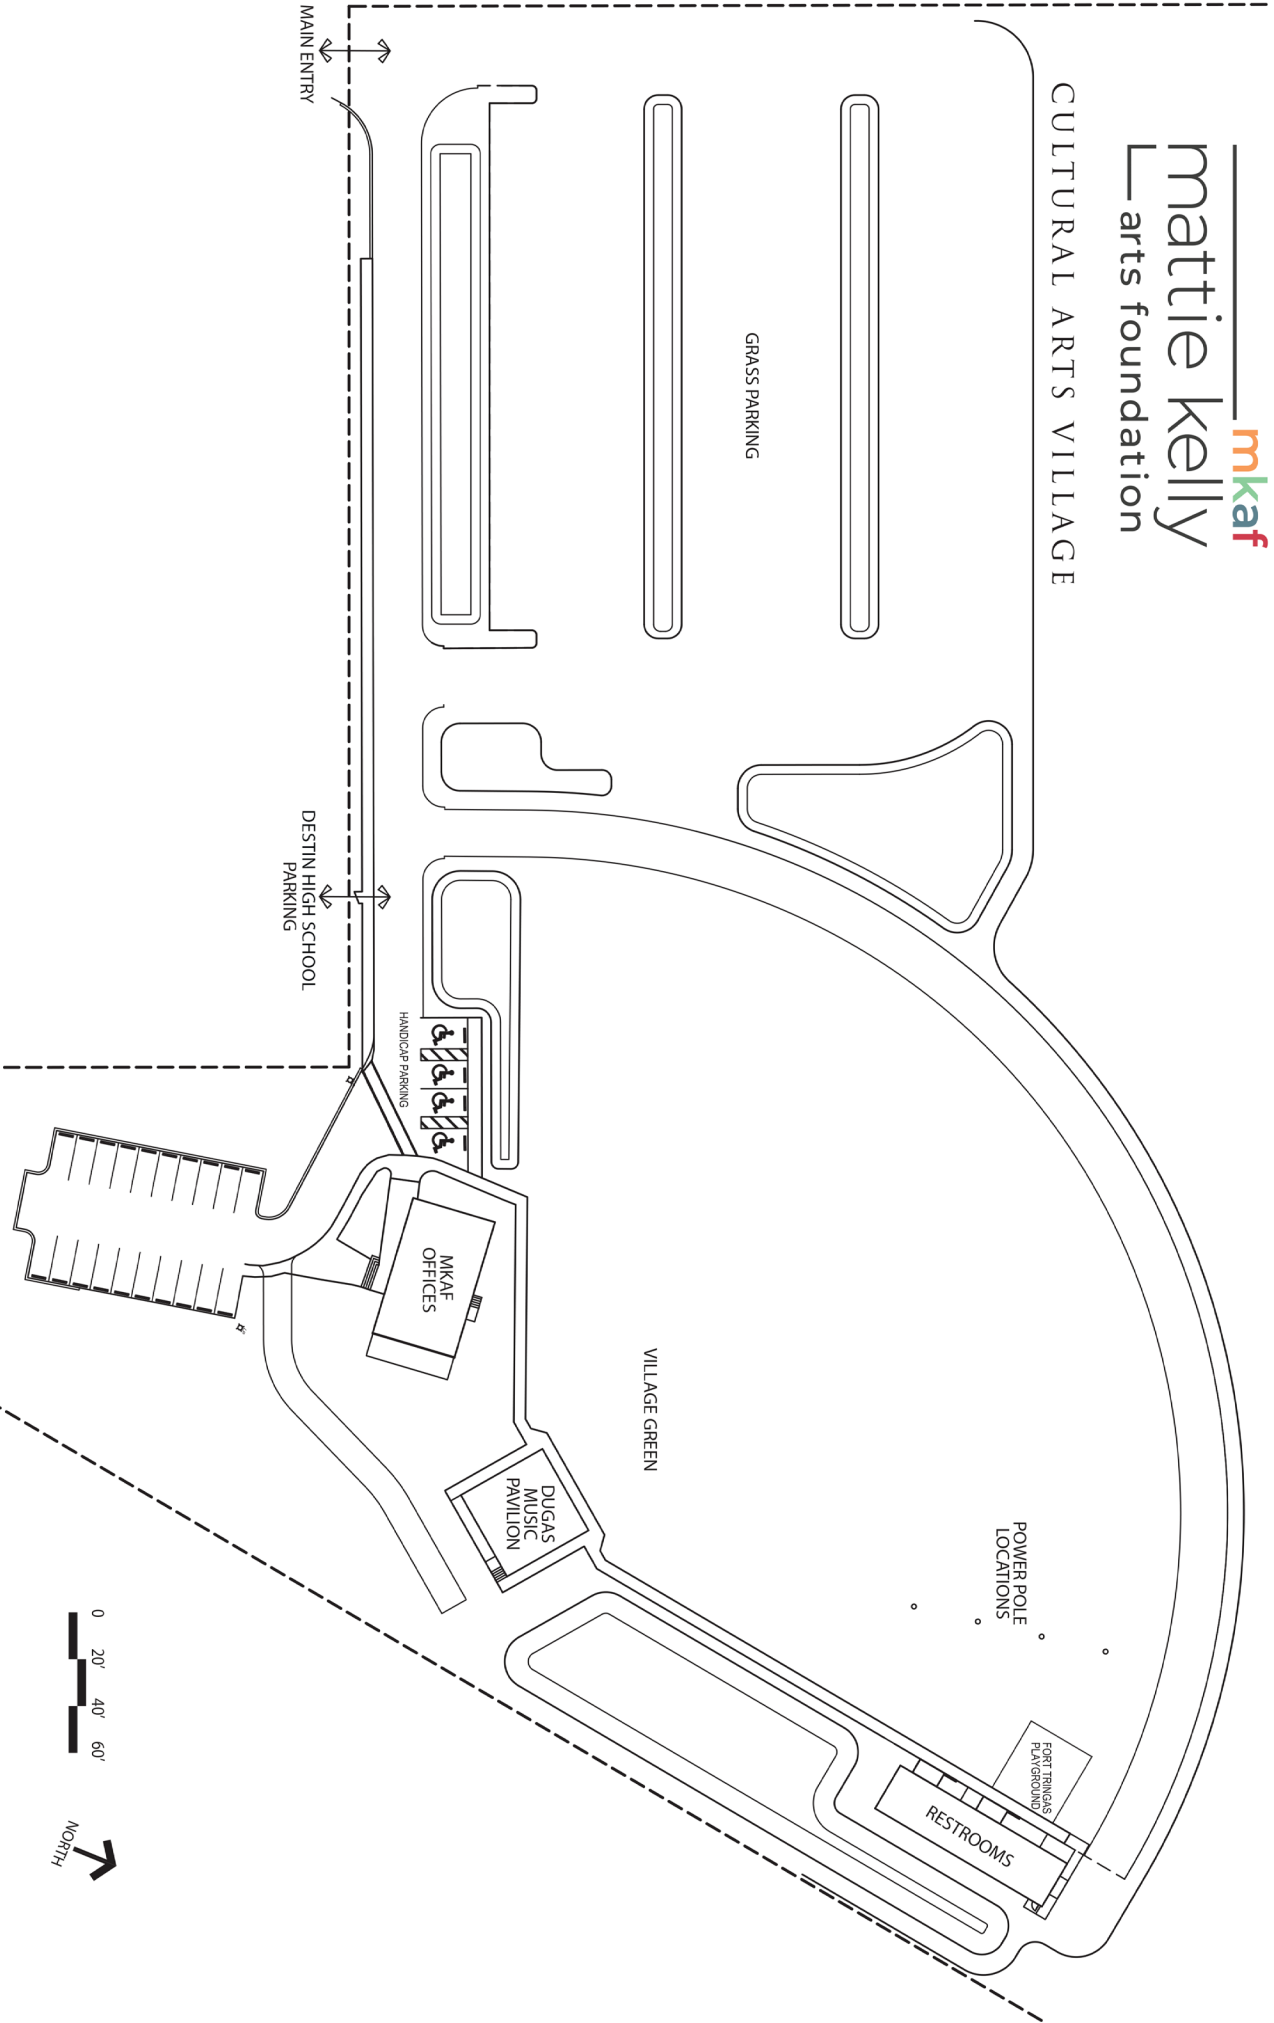 mkaf
mattie kelly
arts foundation
CULTURAL ARTS VILLAGE
GRASS PARKING
MAIN ENTRY
DESTIN HIGH SCHOOL
PARKING
HANDICAP PARKING
MKAF
OFFICES
VILLAGE GREEN
DUGAS
MUSIC
PAVILION
POWER POLE
LOCATIONS
FORT TRINGAS
PLAYGROUND
RESTROOMS
0 20' 40' 60'
NORTH